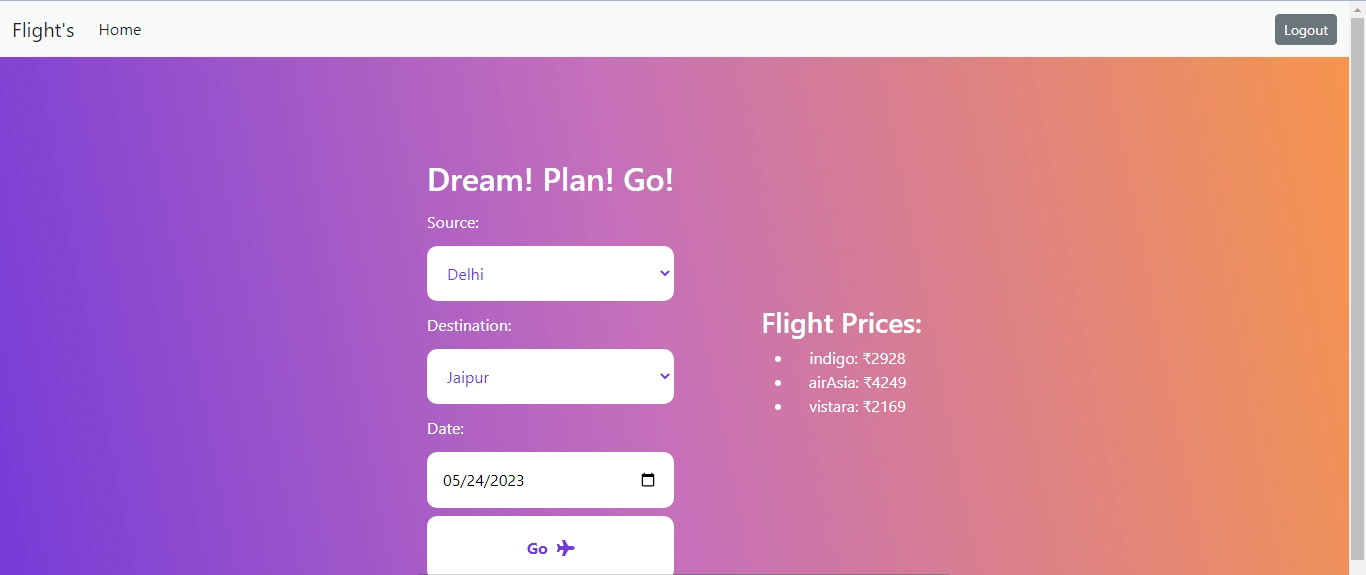 Flight's Home Logout
Dream! Plan! Go!
Source:
Delhi
Destination:
Jaipur
Date:
05/24/2023
Go
Flight Prices:
indigo: ₹2928
airAsia: ₹4249
vistara: ₹2169